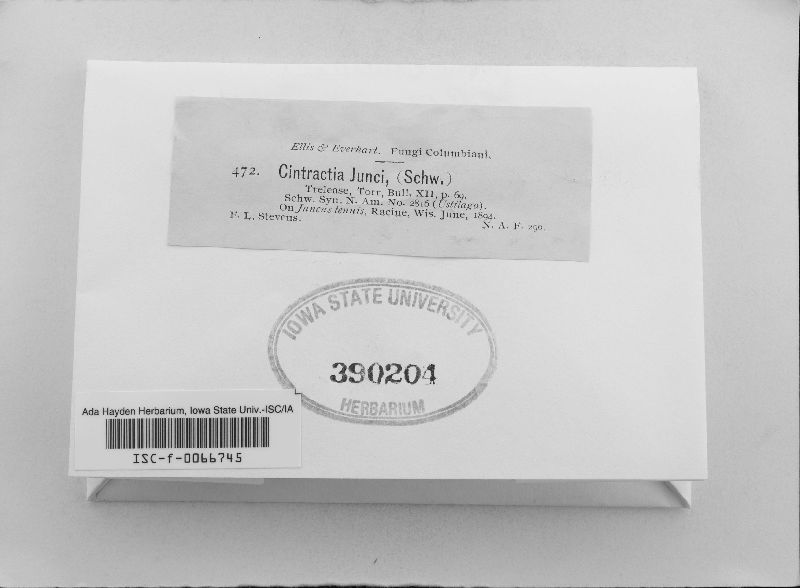 Ellis & Everhart. Fungi Columbiani.
472. Cintractia Junci, (Schw.)
Trelease, Torr. Bull. XII, p. 69.
Schw. Syn. N. Am. No. 2816 (Ustilago).
On Juncus tenuis, Racine, Wis. June, 1894.
F. L. Stevens.
N. A. F. 290.
IOWA STATE UNIVERSITY
390204
HERBARIUM
Ada Hayden Herbarium, Iowa State Univ.-ISC/IA
ISC-f-0066745